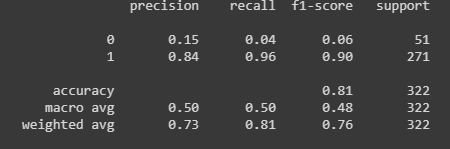 precision recall f1-score support
0 0.15 0.04 0.06 51
1 0.84 0.96 0.90 271
accuracy 0.81 322
macro avg 0.50 0.50 0.48 322
weighted avg 0.73 0.81 0.76 322